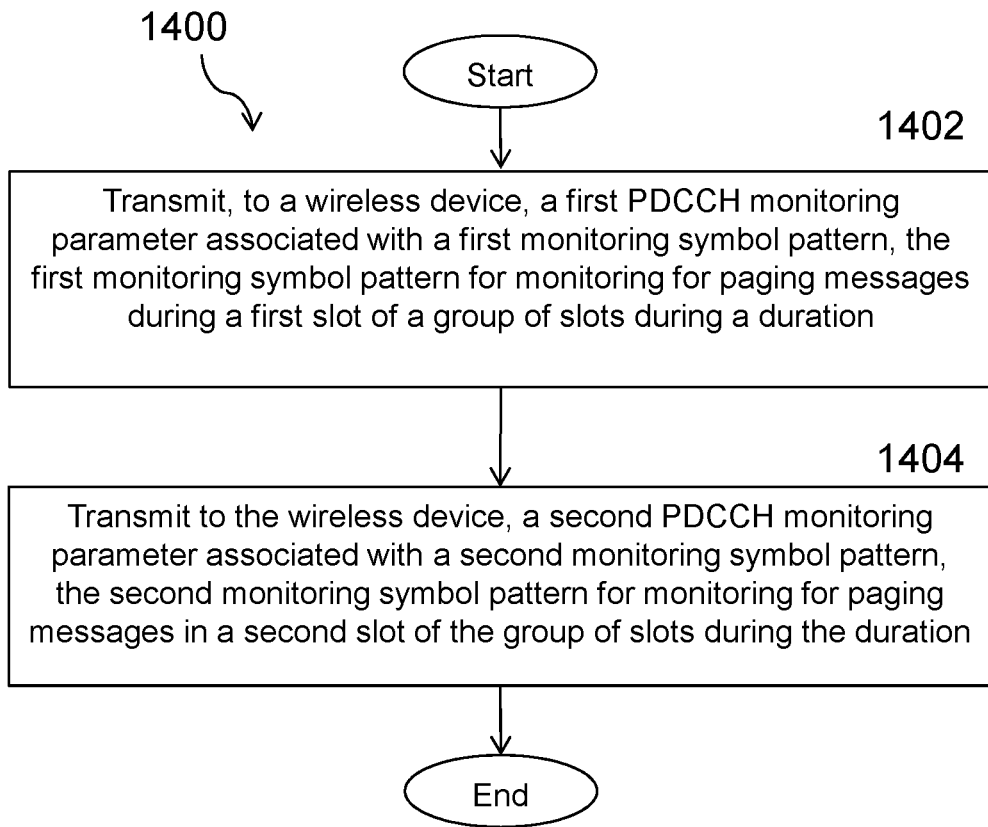 1400
Start
1402
Transmit, to a wireless device, a first PDCCH monitoring
parameter associated with a first monitoring symbol pattern, the
first monitoring symbol pattern for monitoring for paging messages
during a first slot of a group of slots during a duration
1404
Transmit to the wireless device, a second PDCCH monitoring
parameter associated with a second monitoring symbol pattern,
the second monitoring symbol pattern for monitoring for paging
messages in a second slot of the group of slots during the duration
End